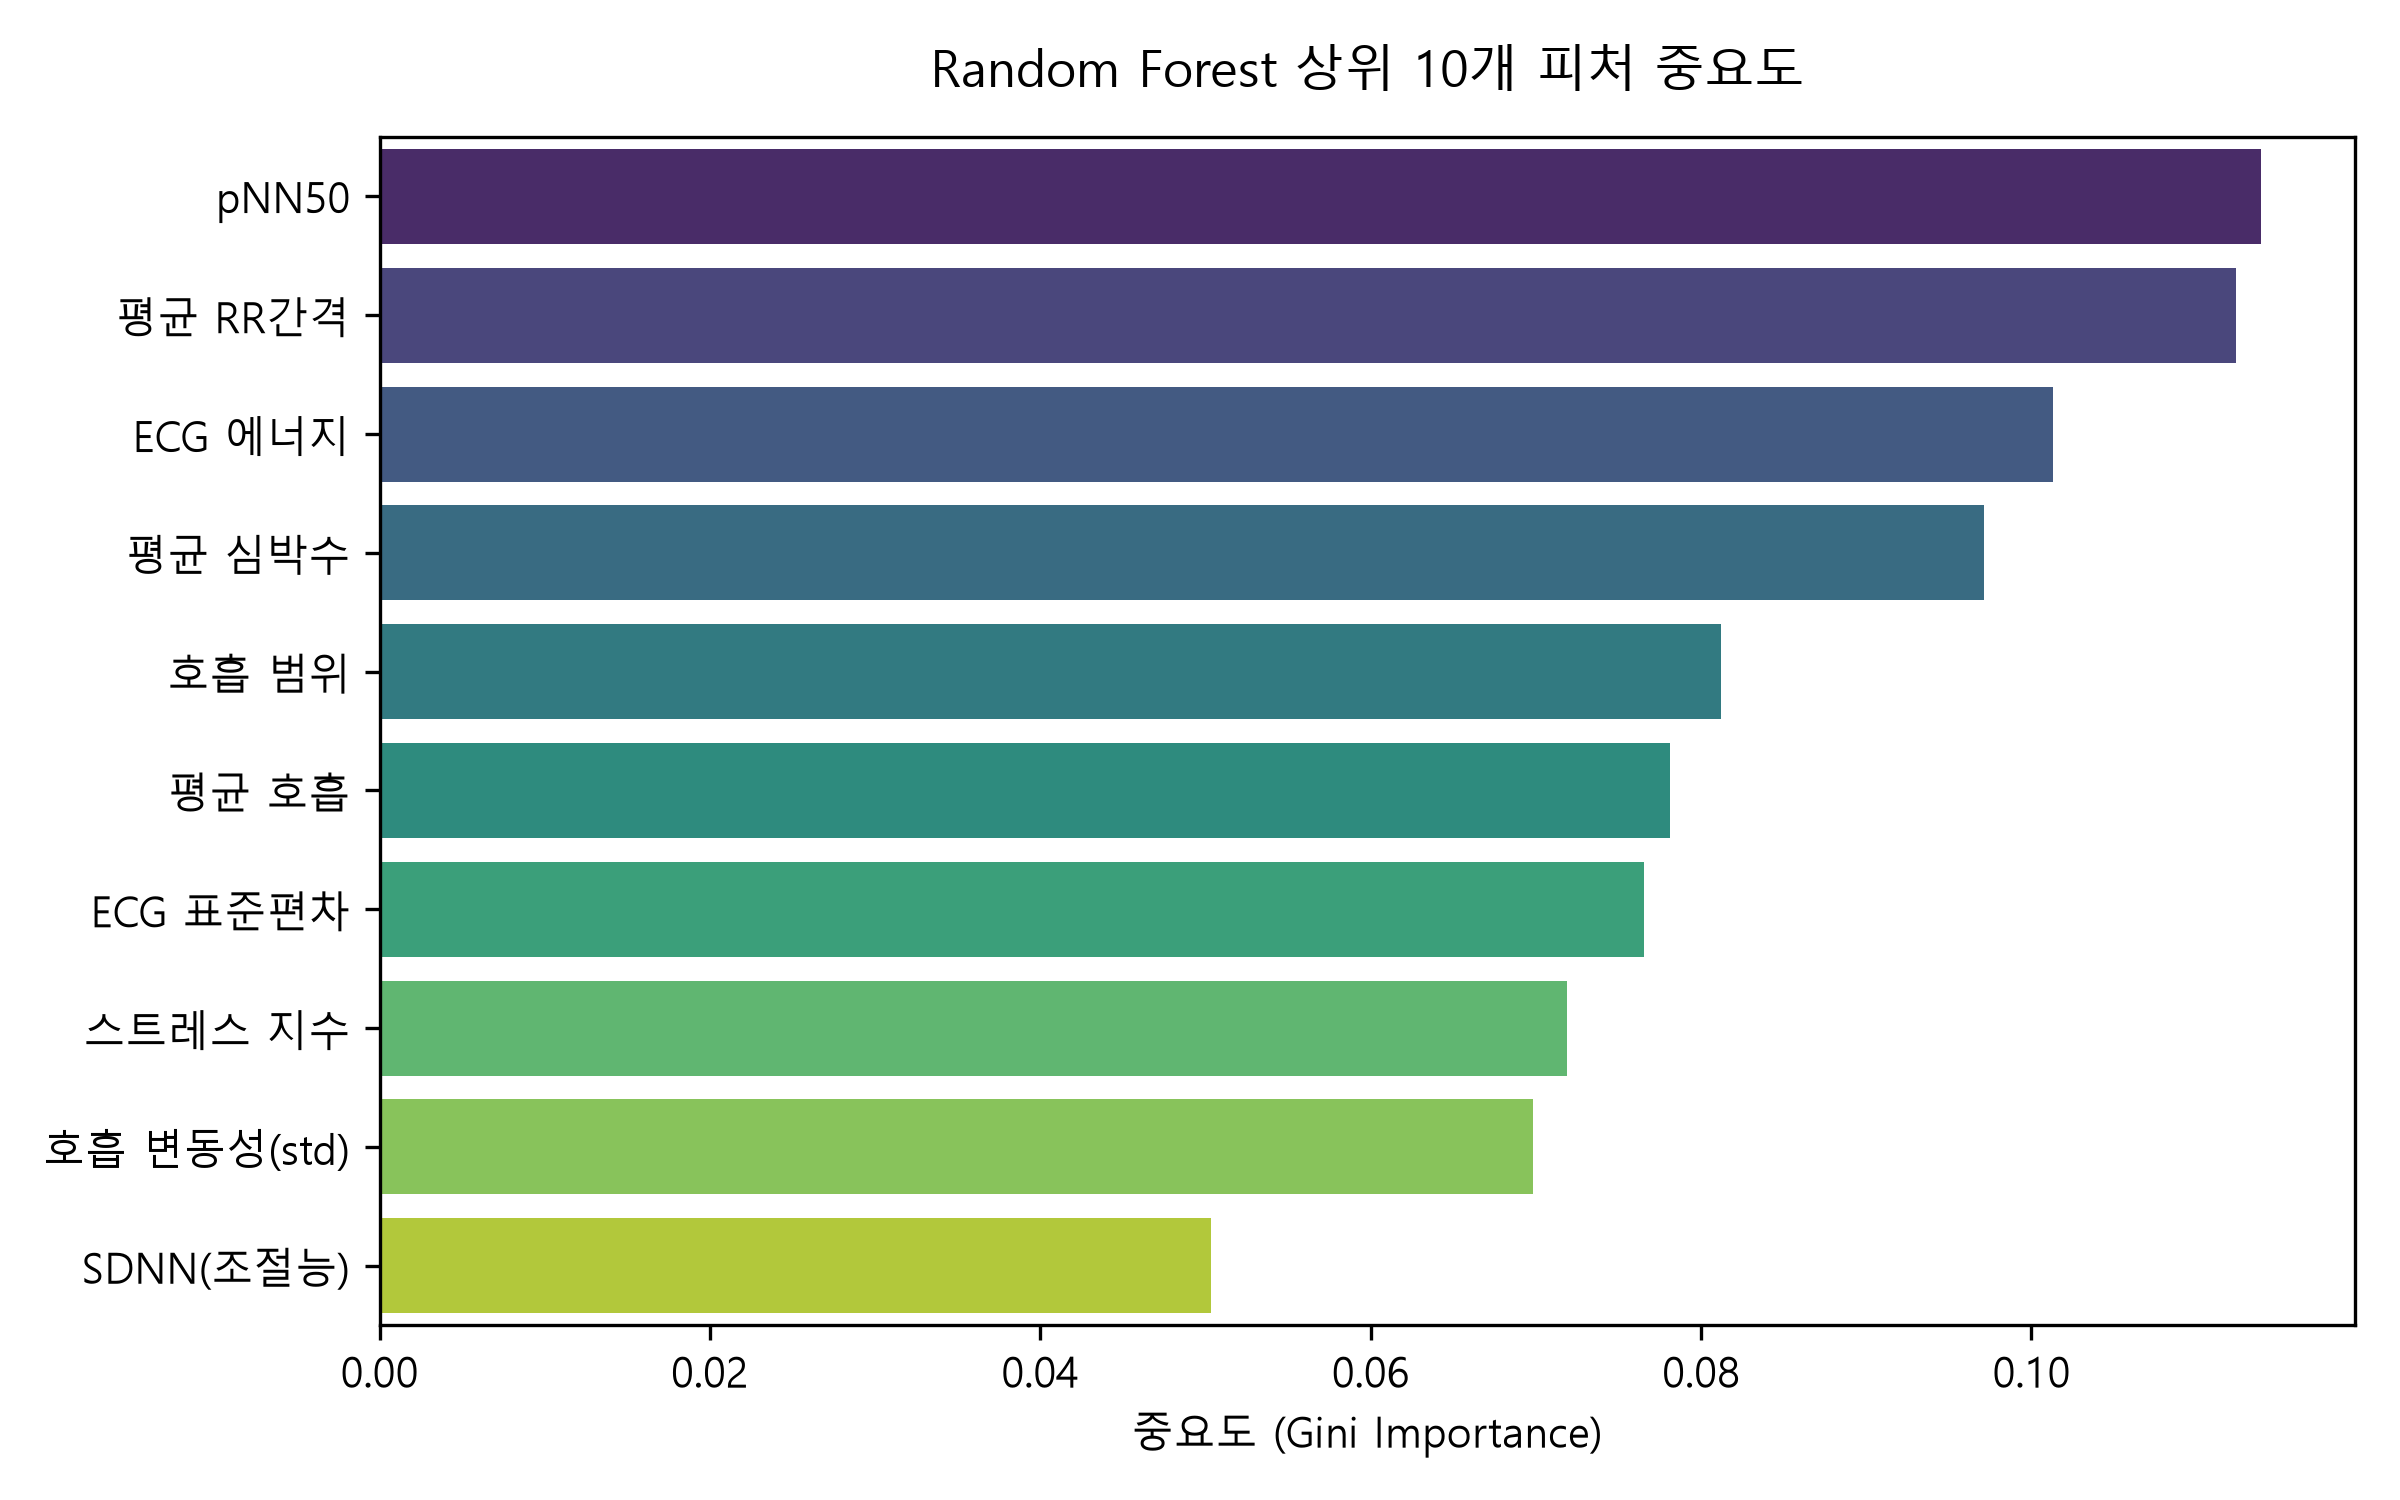 Random Forest 상위 10개 피처 중요도
pNN50
평균 RR간격
ECG 에너지
평균 심박수
호흡 범위
평균 호흡
ECG 표준편차
스트레스 지수
호흡 변동성(std)
SDNN(조절능)
0.00 0.02 0.04 0.06 0.08 0.10
중요도 (Gini Importance)